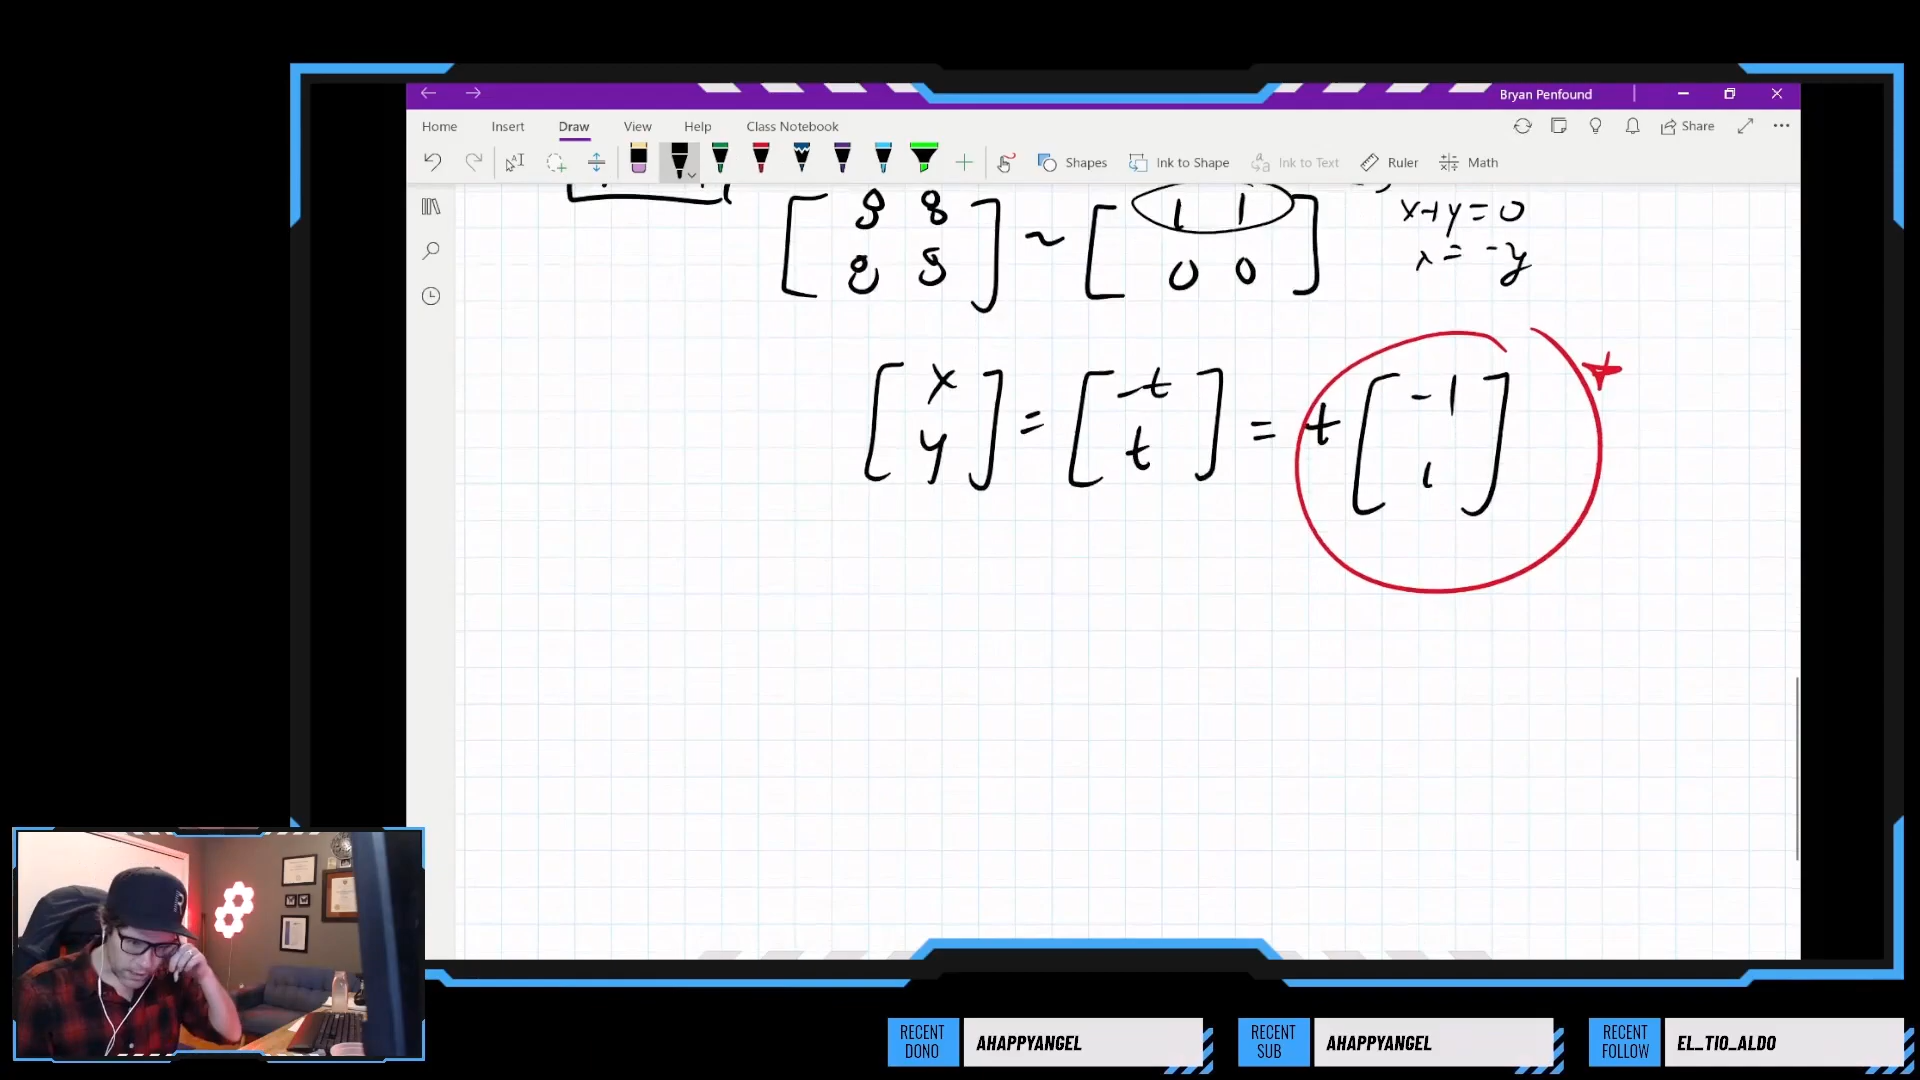 Bryan Penfound
Home Insert Draw View Help Class Notebook
Share
Shapes Ink to Shape Ink to Text Ruler Math
[8 8] ~ [1 1]
[8 8] [0 0]
x+y=0
x=-y
[x] = [-t] = t[-1]
[y] [t] [1]
RECENT DONO AHAPPYANGEL
RECENT SUB AHAPPYANGEL
RECENT FOLLOW EL_TIO_ALDO